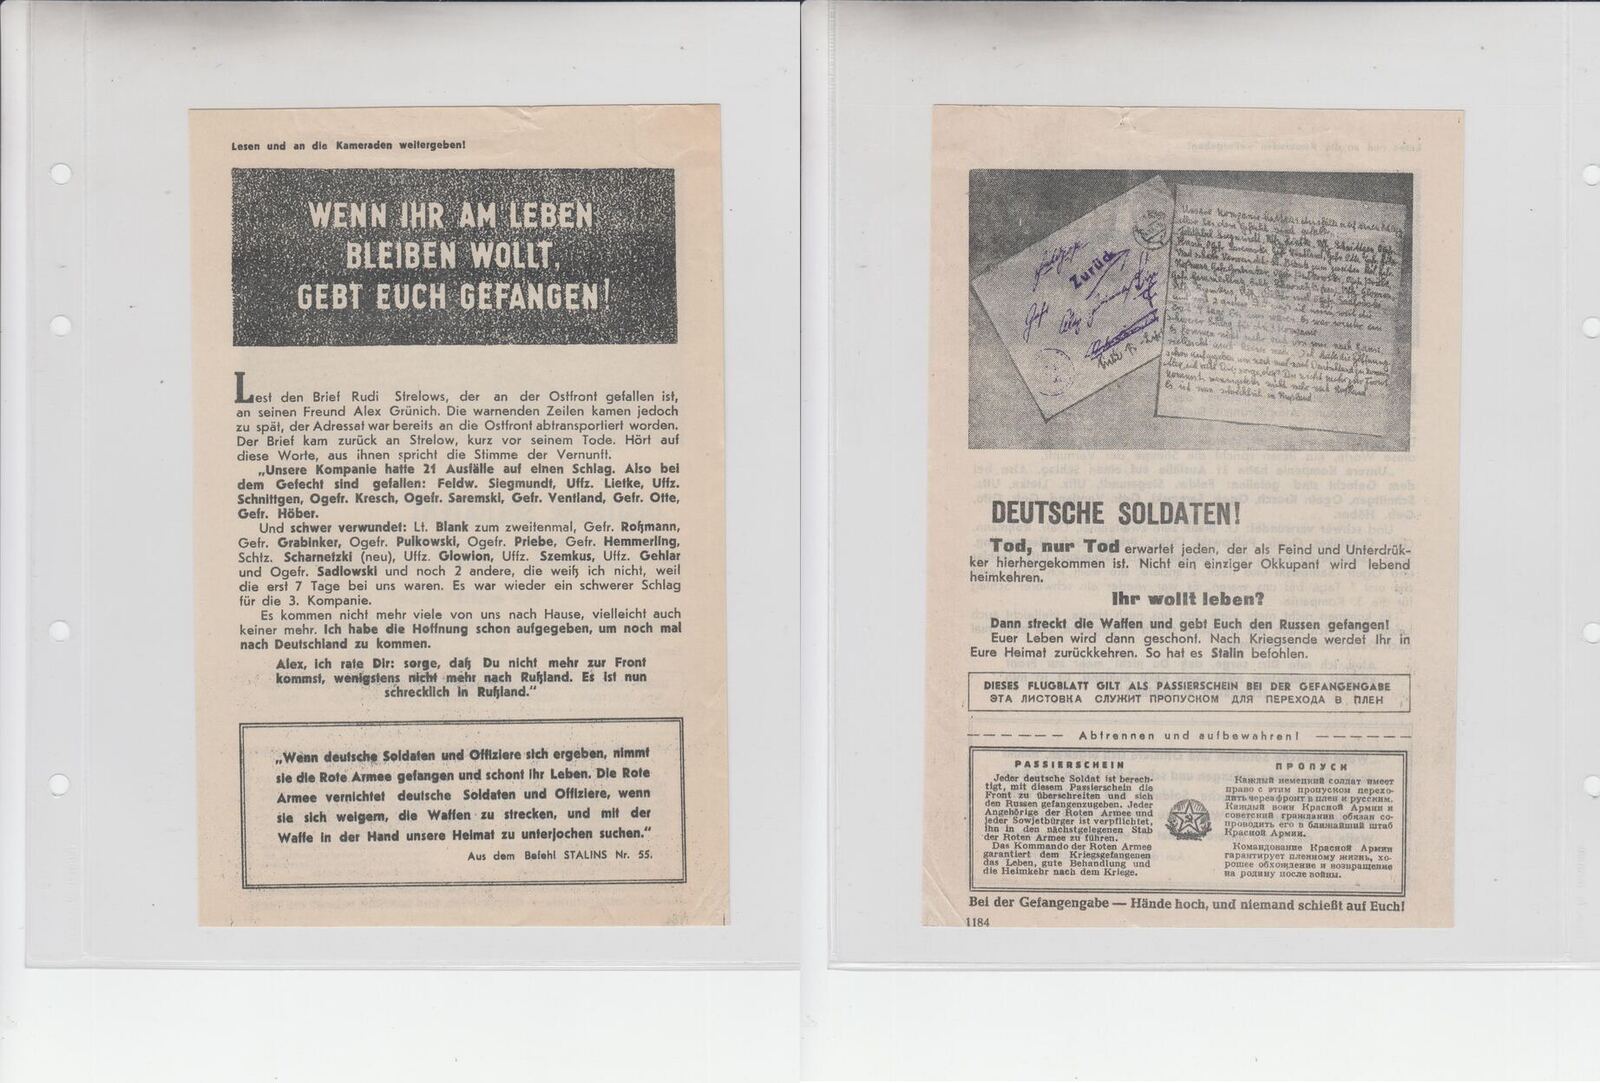 Lesen und an die Kameraden weitergeben!
WENN IHR AM LEBEN
BLEIBEN WOLLT,
GEBT EUCH GEFANGEN!
Lest den Brief Rudi Strelows, der an der Ostfront gefallen ist,
an seinen Freund Alex Grünich. Die warnenden Zeilen kamen jedoch
zu spät, der Adressat war bereits an die Ostfront abtransportiert worden.
Der Brief kam zurück an Strelow, kurz vor seinem Tode. Hört auf
diese Worte, aus ihnen spricht die Stimme der Vernunft.
„Unsere Kompanie hatte 21 Ausfälle auf einen Schlag. Also bei
dem Gefecht sind gefallen: Feldw. Siegmundt, Uffz. Lietke, Uffz.
Schnittgen, Ogefr. Kresch, Ogefr. Saremski, Gefr. Ventland, Gefr. Otte,
Gefr. Höber.
Und schwer verwundet: Lt. Blank zum zweitenmal, Gefr. Roßmann,
Gefr. Grabinker, Ogefr. Pulkowski, Ogefr. Priebe, Gefr. Hemmerling,
Schtz. Scharnetzki (neu), Uffz. Glowion, Uffz. Szemkus, Uffz. Gehlar
und Ogefr. Sadlowski und noch 2 andere, die weiß ich nicht, weil
die erst 7 Tage bei uns waren. Es war wieder ein schwerer Schlag
für die 3. Kompanie.
Es kommen nicht mehr viele von uns nach Hause, vielleicht auch
keiner mehr. Ich habe die Hoffnung schon aufgegeben, um noch mal
nach Deutschland zu kommen.
Alex, ich rate Dir: sorge, daß Du nicht mehr zur Front
kommst, wenigstens nicht mehr nach Rußland. Es ist nun
schrecklich in Rußland.“
„Wenn deutsche Soldaten und Offiziere sich ergeben, nimmt
sie die Rote Armee gefangen und schont ihr Leben. Die Rote
Armee vernichtet deutsche Soldaten und Offiziere, wenn
sie sich weigern, die Waffen zu strecken, und mit der
Waffe in der Hand unsere Heimat zu unterjochen suchen.“
Aus dem Befehl STALINS Nr. 55.
Zurück
DEUTSCHE SOLDATEN!
Tod, nur Tod erwartet jeden, der als Feind und Unterdrük-
ker hierhergekommen ist. Nicht ein einziger Okkupant wird lebend
heimkehren.
Ihr wollt leben?
Dann streckt die Waffen und gebt Euch den Russen gefangen!
Euer Leben wird dann geschont. Nach Kriegsende werdet Ihr in
Eure Heimat zurückkehren. So hat es Stalin befohlen.
DIESES FLUGBLATT GILT ALS PASSIERSCHEIN BEI DER GEFANGENGABE
ЭТА ЛИСТОВКА СЛУЖИТ ПРОПУСКОМ ДЛЯ ПЕРЕХОДА В ПЛЕН
Abtrennen und aufbewahren!
PASSIERSCHEIN
Jeder deutsche Soldat ist berech-
tigt, mit diesem Passierschein die
Front zu überschreiten und sich
den Russen gefangenzugeben. Jeder
Angehörige der Roten Armee und
jeder Sowjetbürger ist verpflichtet,
ihn in den nächstgelegenen Stab
der Roten Armee zu führen.
Das Kommando der Roten Armee
garantiert dem Kriegsgefangenen
das Leben, gute Behandlung und
die Heimkehr nach dem Kriege.
ПРОПУСК
Каждый немецкий солдат имеет
право с этим пропуском перехо-
дить через фронт в плен к русским.
Каждый воин Красной Армии и
советский гражданин обязан со-
проводить его в ближайший штаб
Красной Армии.
Командование Красной Армии
гарантирует пленному жизнь, хо-
рошее обхождение и возвращение
на родину после войны.
Bei der Gefangengabe — Hände hoch, und niemand schießt auf Euch!
1184